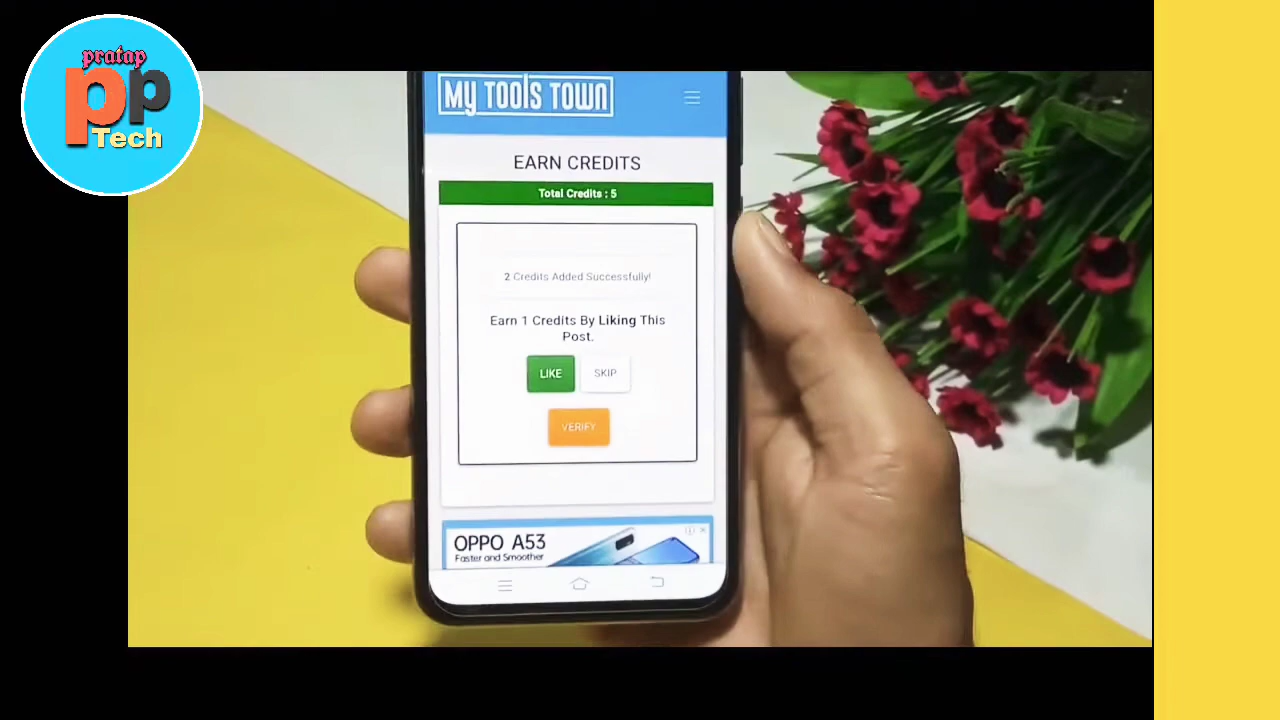 pratap
pp
Tech
My Tools Town
EARN CREDITS
Total Credits : 5
2 Credits Added Successfully!
Earn 1 Credits By Liking This
Post.
LIKE
SKIP
VERIFY
OPPO A53
Faster and Smoother